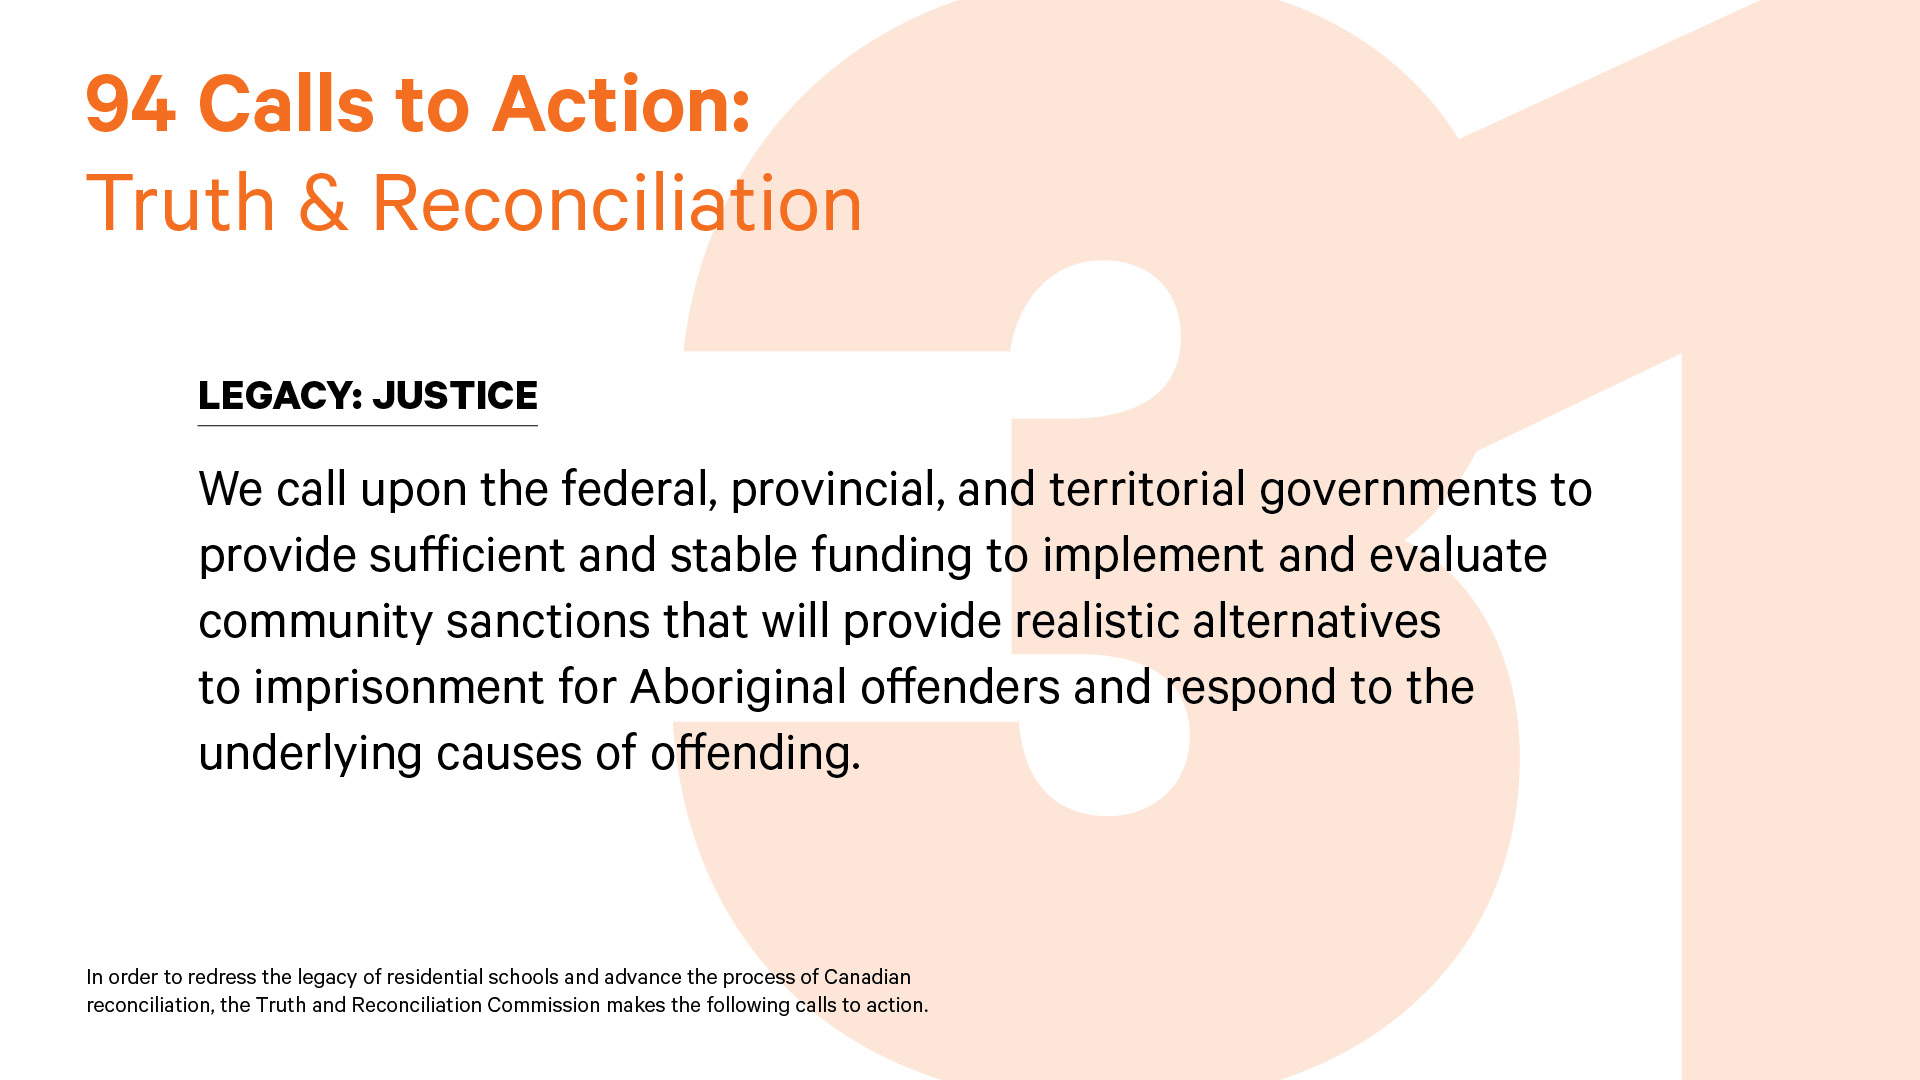 94 Calls to Action:
Truth & Reconciliation
31
LEGACY: JUSTICE
We call upon the federal, provincial, and territorial governments to
provide sufficient and stable funding to implement and evaluate
community sanctions that will provide realistic alternatives
to imprisonment for Aboriginal offenders and respond to the
underlying causes of offending.
In order to redress the legacy of residential schools and advance the process of Canadian
reconciliation, the Truth and Reconciliation Commission makes the following calls to action.